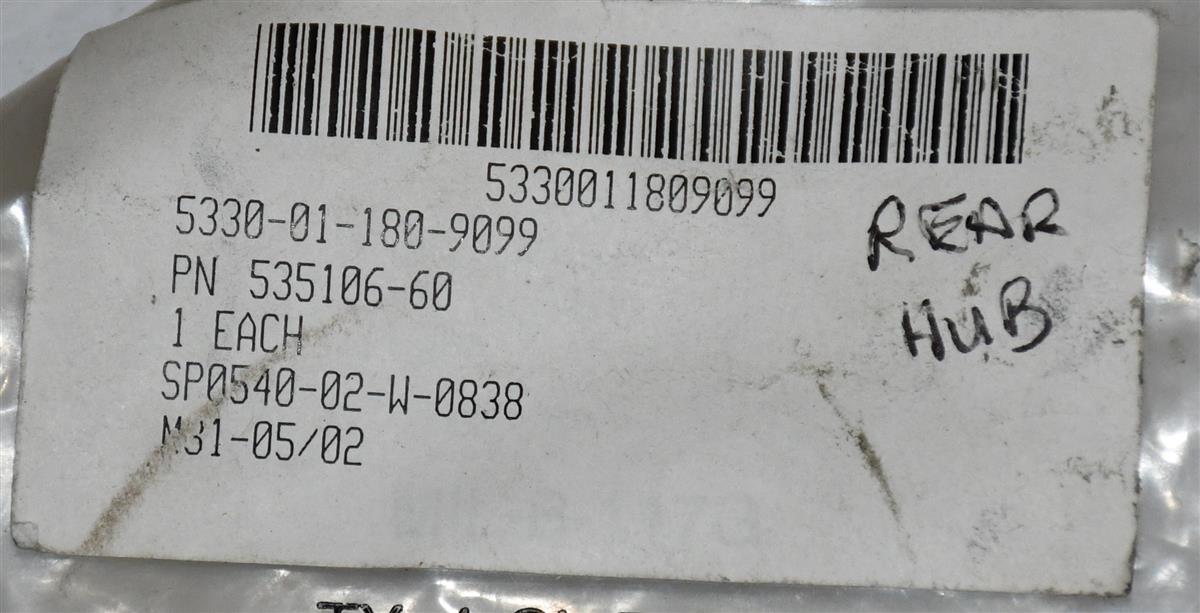 5330011809099
5330-01-180-9099
PN 535106-60
1 EACH
SP0540-02-W-0838
M31-05/02
REAR
HUB